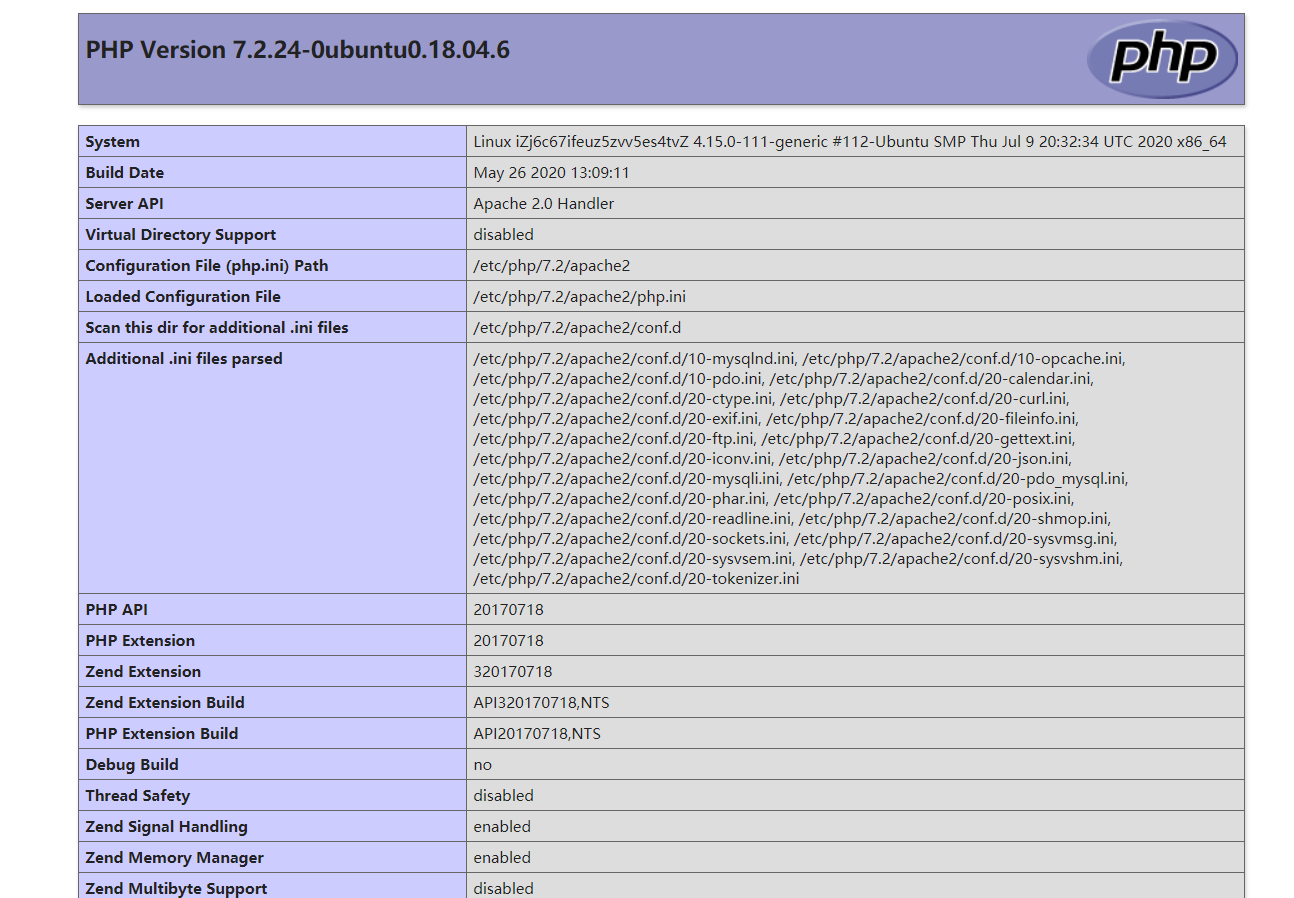 PHP Version 7.2.24-0ubuntu0.18.04.6
php
System Linux iZj6c67ifeuz5zvv5es4tvZ 4.15.0-111-generic #112-Ubuntu SMP Thu Jul 9 20:32:34 UTC 2020 x86_64
Build Date May 26 2020 13:09:11
Server API Apache 2.0 Handler
Virtual Directory Support disabled
Configuration File (php.ini) Path /etc/php/7.2/apache2
Loaded Configuration File /etc/php/7.2/apache2/php.ini
Scan this dir for additional .ini files /etc/php/7.2/apache2/conf.d
Additional .ini files parsed /etc/php/7.2/apache2/conf.d/10-mysqlnd.ini, /etc/php/7.2/apache2/conf.d/10-opcache.ini,
/etc/php/7.2/apache2/conf.d/10-pdo.ini, /etc/php/7.2/apache2/conf.d/20-calendar.ini,
/etc/php/7.2/apache2/conf.d/20-ctype.ini, /etc/php/7.2/apache2/conf.d/20-curl.ini,
/etc/php/7.2/apache2/conf.d/20-exif.ini, /etc/php/7.2/apache2/conf.d/20-fileinfo.ini,
/etc/php/7.2/apache2/conf.d/20-ftp.ini, /etc/php/7.2/apache2/conf.d/20-gettext.ini,
/etc/php/7.2/apache2/conf.d/20-iconv.ini, /etc/php/7.2/apache2/conf.d/20-json.ini,
/etc/php/7.2/apache2/conf.d/20-mysqli.ini, /etc/php/7.2/apache2/conf.d/20-pdo_mysql.ini,
/etc/php/7.2/apache2/conf.d/20-phar.ini, /etc/php/7.2/apache2/conf.d/20-posix.ini,
/etc/php/7.2/apache2/conf.d/20-readline.ini, /etc/php/7.2/apache2/conf.d/20-shmop.ini,
/etc/php/7.2/apache2/conf.d/20-sockets.ini, /etc/php/7.2/apache2/conf.d/20-sysvmsg.ini,
/etc/php/7.2/apache2/conf.d/20-sysvsem.ini, /etc/php/7.2/apache2/conf.d/20-sysvshm.ini,
/etc/php/7.2/apache2/conf.d/20-tokenizer.ini
PHP API 20170718
PHP Extension 20170718
Zend Extension 320170718
Zend Extension Build API320170718,NTS
PHP Extension Build API20170718,NTS
Debug Build no
Thread Safety disabled
Zend Signal Handling enabled
Zend Memory Manager enabled
Zend Multibyte Support disabled